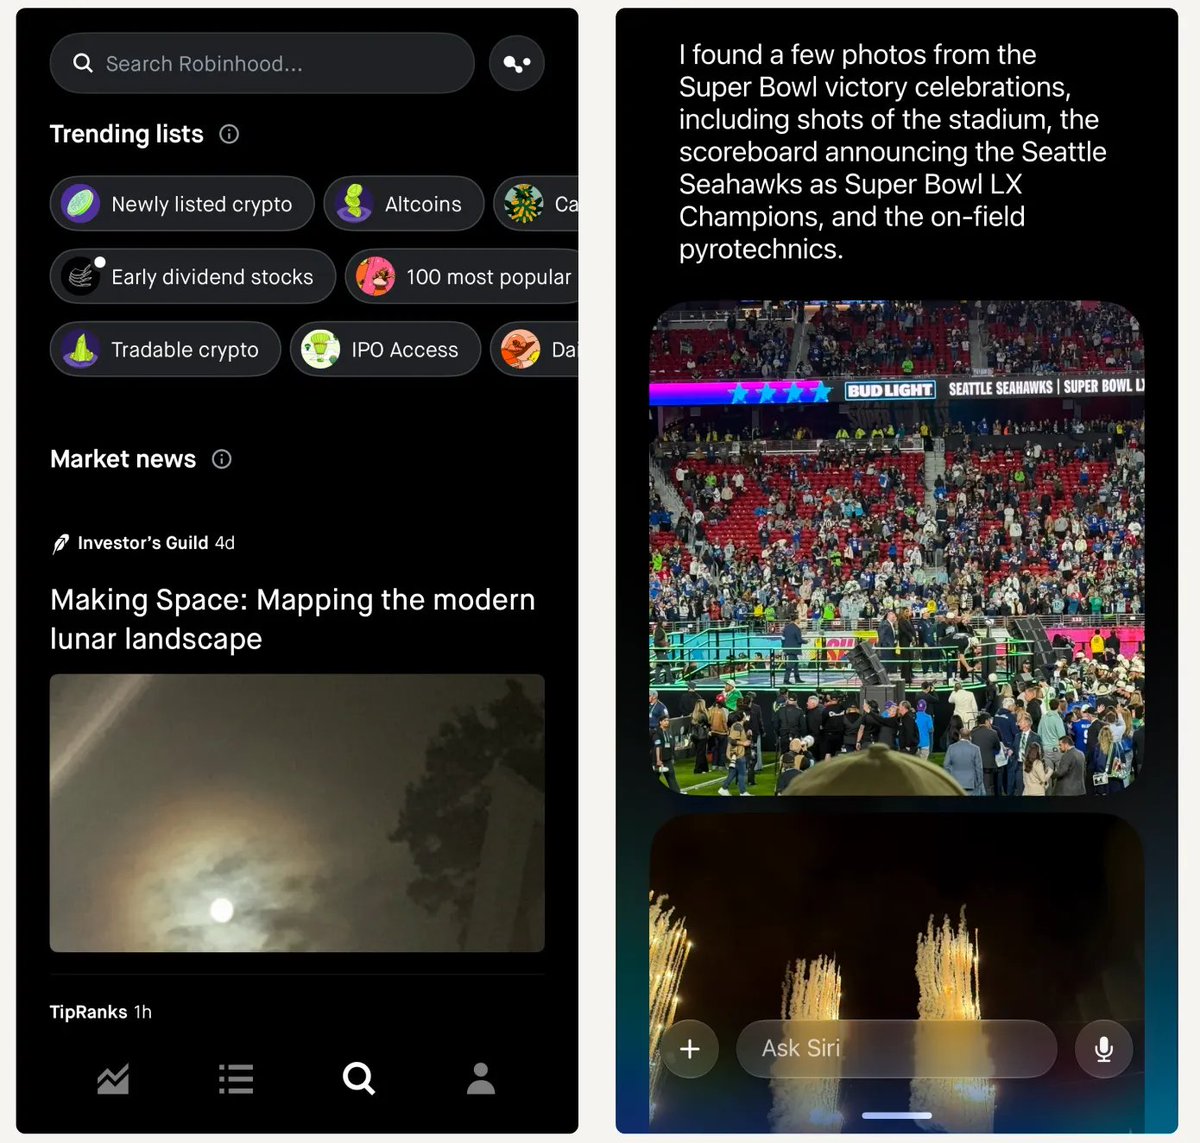 Search Robinhood...
Trending lists
Newly listed crypto
Altcoins
Ca
Early dividend stocks
100 most popular
Tradable crypto
IPO Access
Dai
Market news
Investor's Guild 4d
Making Space: Mapping the modern
lunar landscape
TipRanks 1h
I found a few photos from the
Super Bowl victory celebrations,
including shots of the stadium, the
scoreboard announcing the Seattle
Seahawks as Super Bowl LX
Champions, and the on-field
pyrotechnics.
BUD LIGHT SEATTLE SEAHAWKS | SUPER BOWL LX
Ask Siri